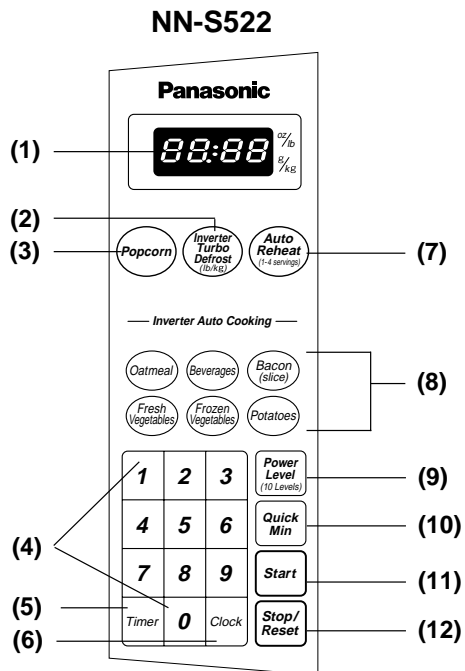 NN-S522
Panasonic
(1)
88:88
oz/lb
g/kg
(2)
(3)
Popcorn
Inverter
Turbo
Defrost
(lb/kg)
Auto
Reheat
(1-4 servings)
(7)
Inverter Auto Cooking
Oatmeal
Beverages
Bacon
(slice)
(8)
Fresh
Vegetables
Frozen
Vegetables
Potatoes
1 2 3
Power
Level
(10 Levels)
(9)
4 5 6
Quick
Min
(10)
(4)
7 8 9
Start
(11)
(5)
Timer 0 Clock
(6)
Stop/
Reset
(12)